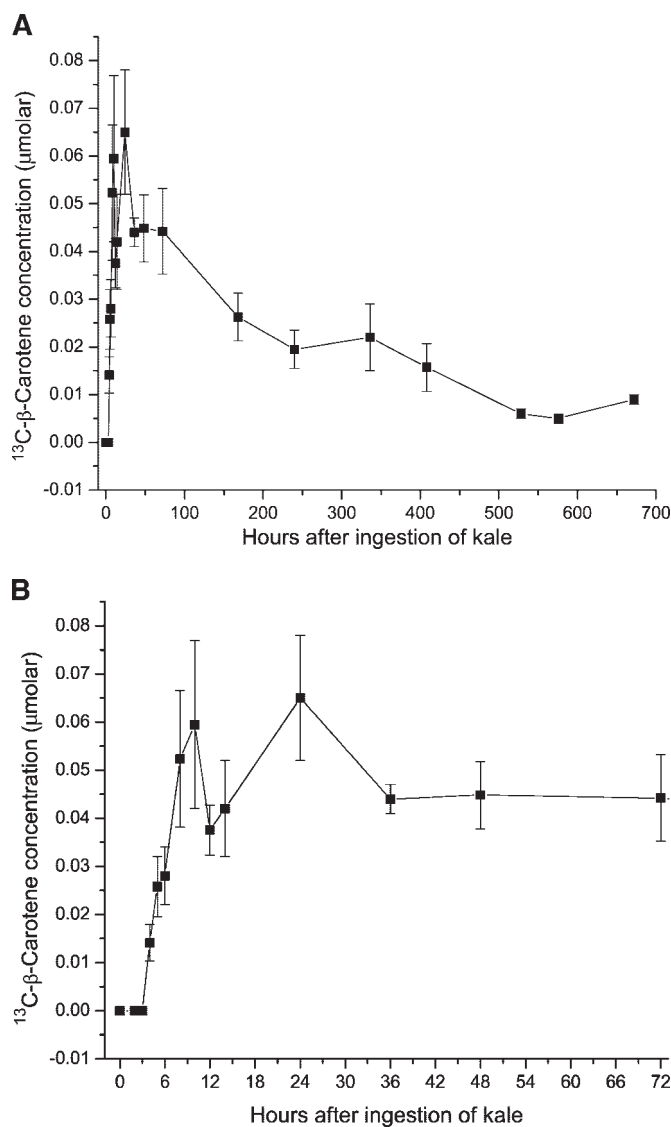 A
0.08
0.07
0.06
0.05
0.04
0.03
0.02
0.01
0.00
-0.01
¹³C-β-Carotene concentration (μmolar)
0 100 200 300 400 500 600 700
Hours after ingestion of kale
B
0.08
0.07
0.06
0.05
0.04
0.03
0.02
0.01
0.00
-0.01
¹³C-β-Carotene concentration (μmolar)
0 6 12 18 24 30 36 42 48 54 60 66 72
Hours after ingestion of kale